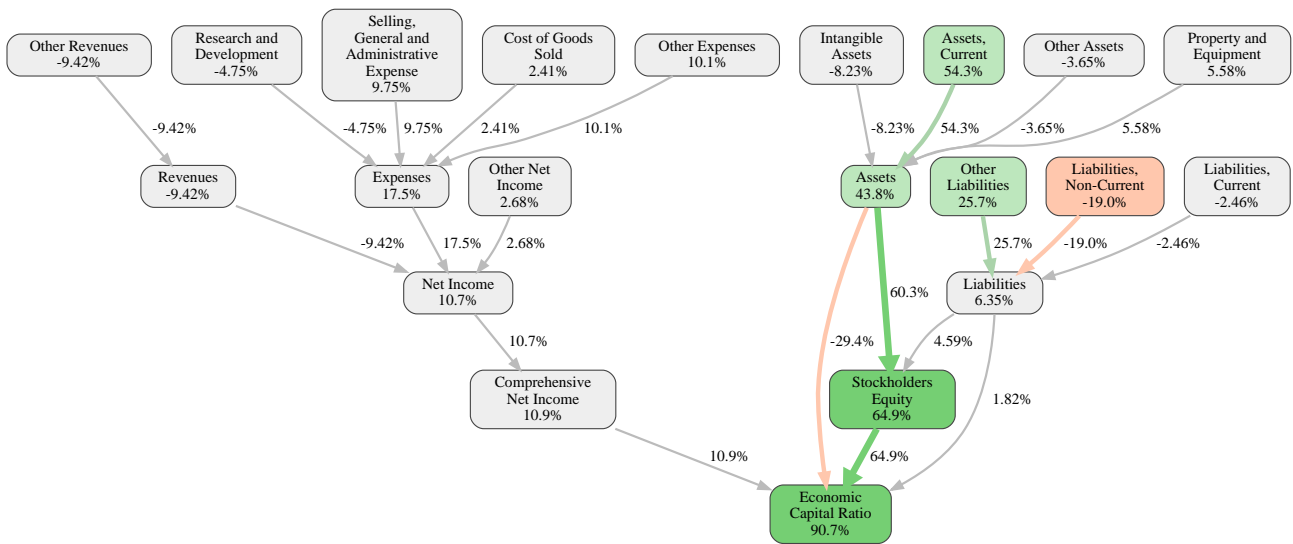 Other Revenues
-9.42%
Research and
Development
-4.75%
Selling,
General and
Administrative
Expense
9.75%
Cost of Goods
Sold
2.41%
Other Expenses
10.1%
Intangible
Assets
-8.23%
Assets,
Current
54.3%
Other Assets
-3.65%
Property and
Equipment
5.58%
-9.42%
-4.75%
9.75%
2.41%
10.1%
-8.23%
54.3%
-3.65%
5.58%
Revenues
-9.42%
Expenses
17.5%
Other Net
Income
2.68%
Assets
43.8%
Other
Liabilities
25.7%
Liabilities,
Non-Current
-19.0%
Liabilities,
Current
-2.46%
-9.42%
17.5%
2.68%
25.7%
-19.0%
-2.46%
Net Income
10.7%
60.3%
Liabilities
6.35%
10.7%
-29.4%
4.59%
Comprehensive
Net Income
10.9%
Stockholders
Equity
64.9%
1.82%
10.9%
64.9%
Economic
Capital Ratio
90.7%